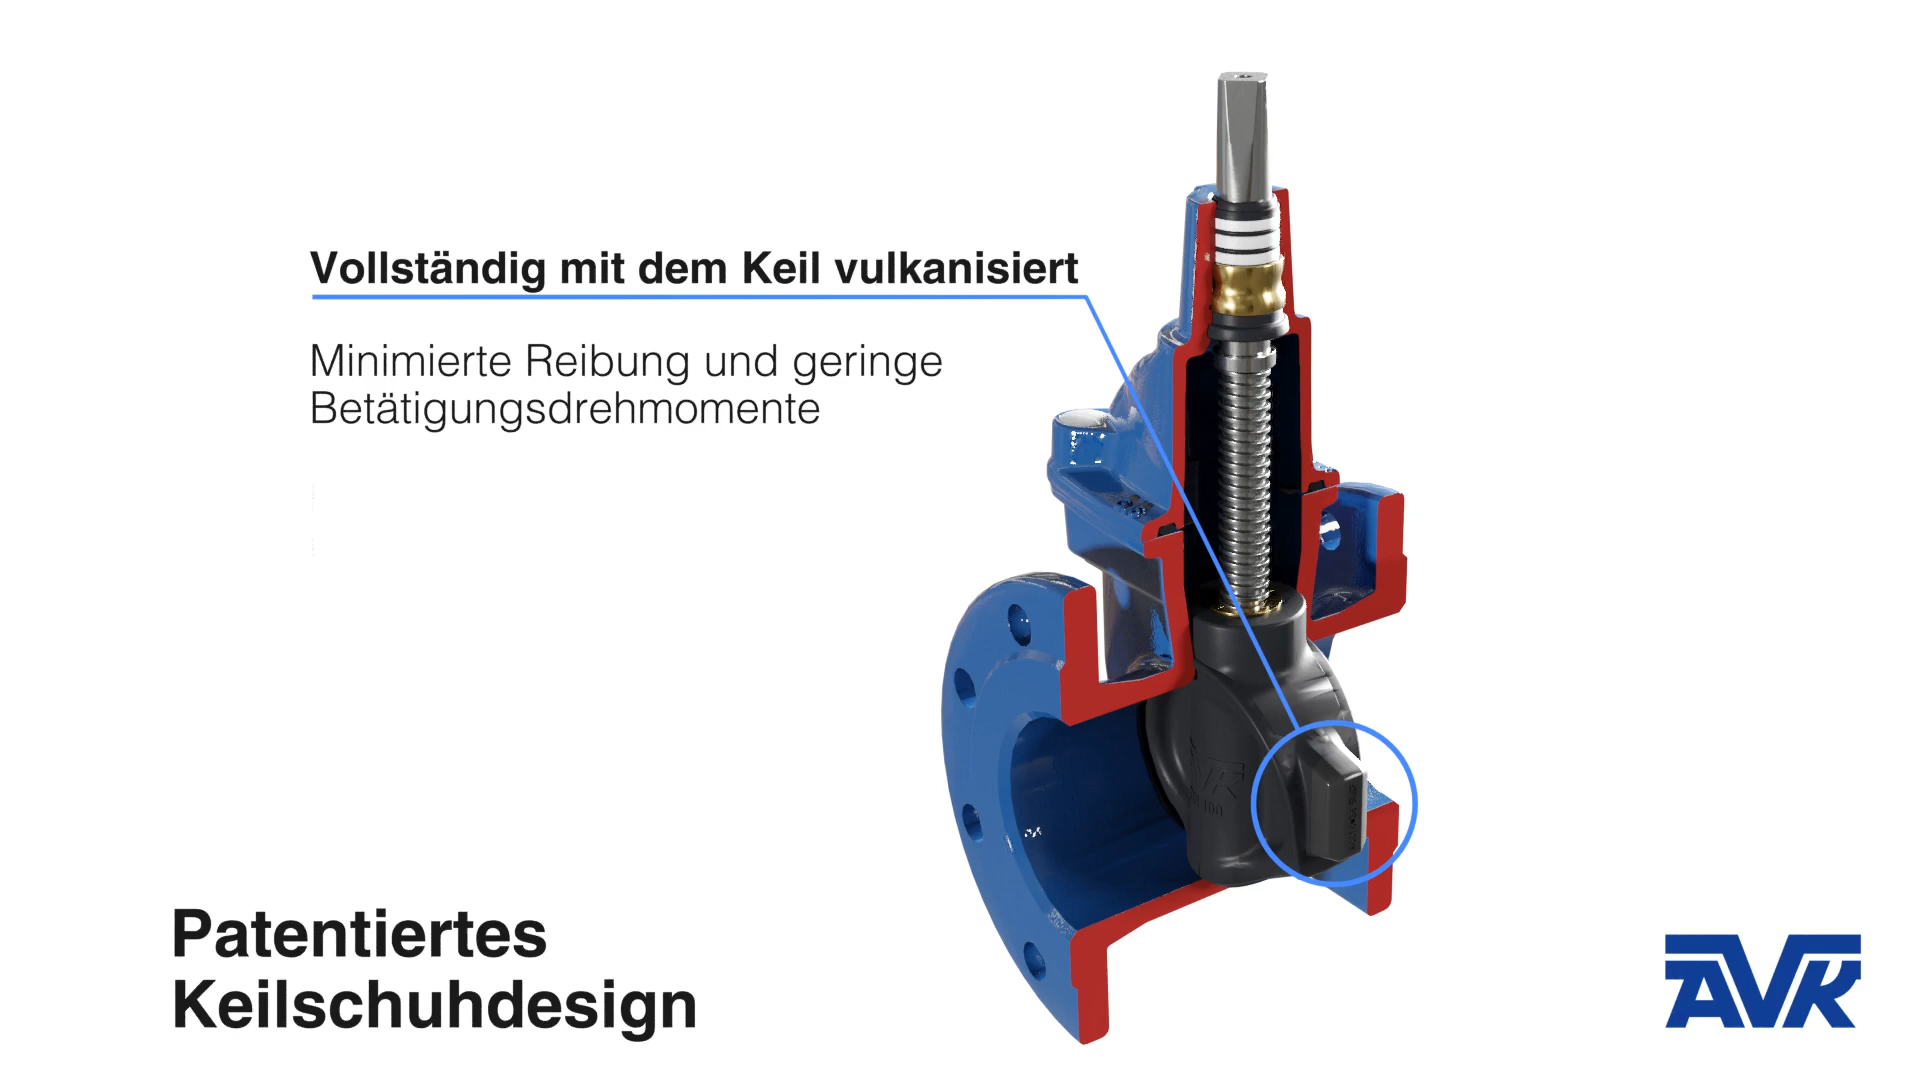 Vollständig mit dem Keil vulkanisiert
Minimierte Reibung und geringe
Betätigungsdrehmomente
Patentiertes
Keilschuhdesign
AVK